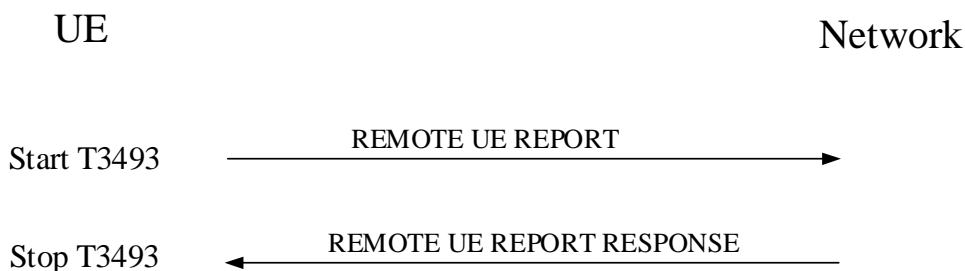 UE
Network
Start T3493
REMOTE UE REPORT
Stop T3493
REMOTE UE REPORT RESPONSE